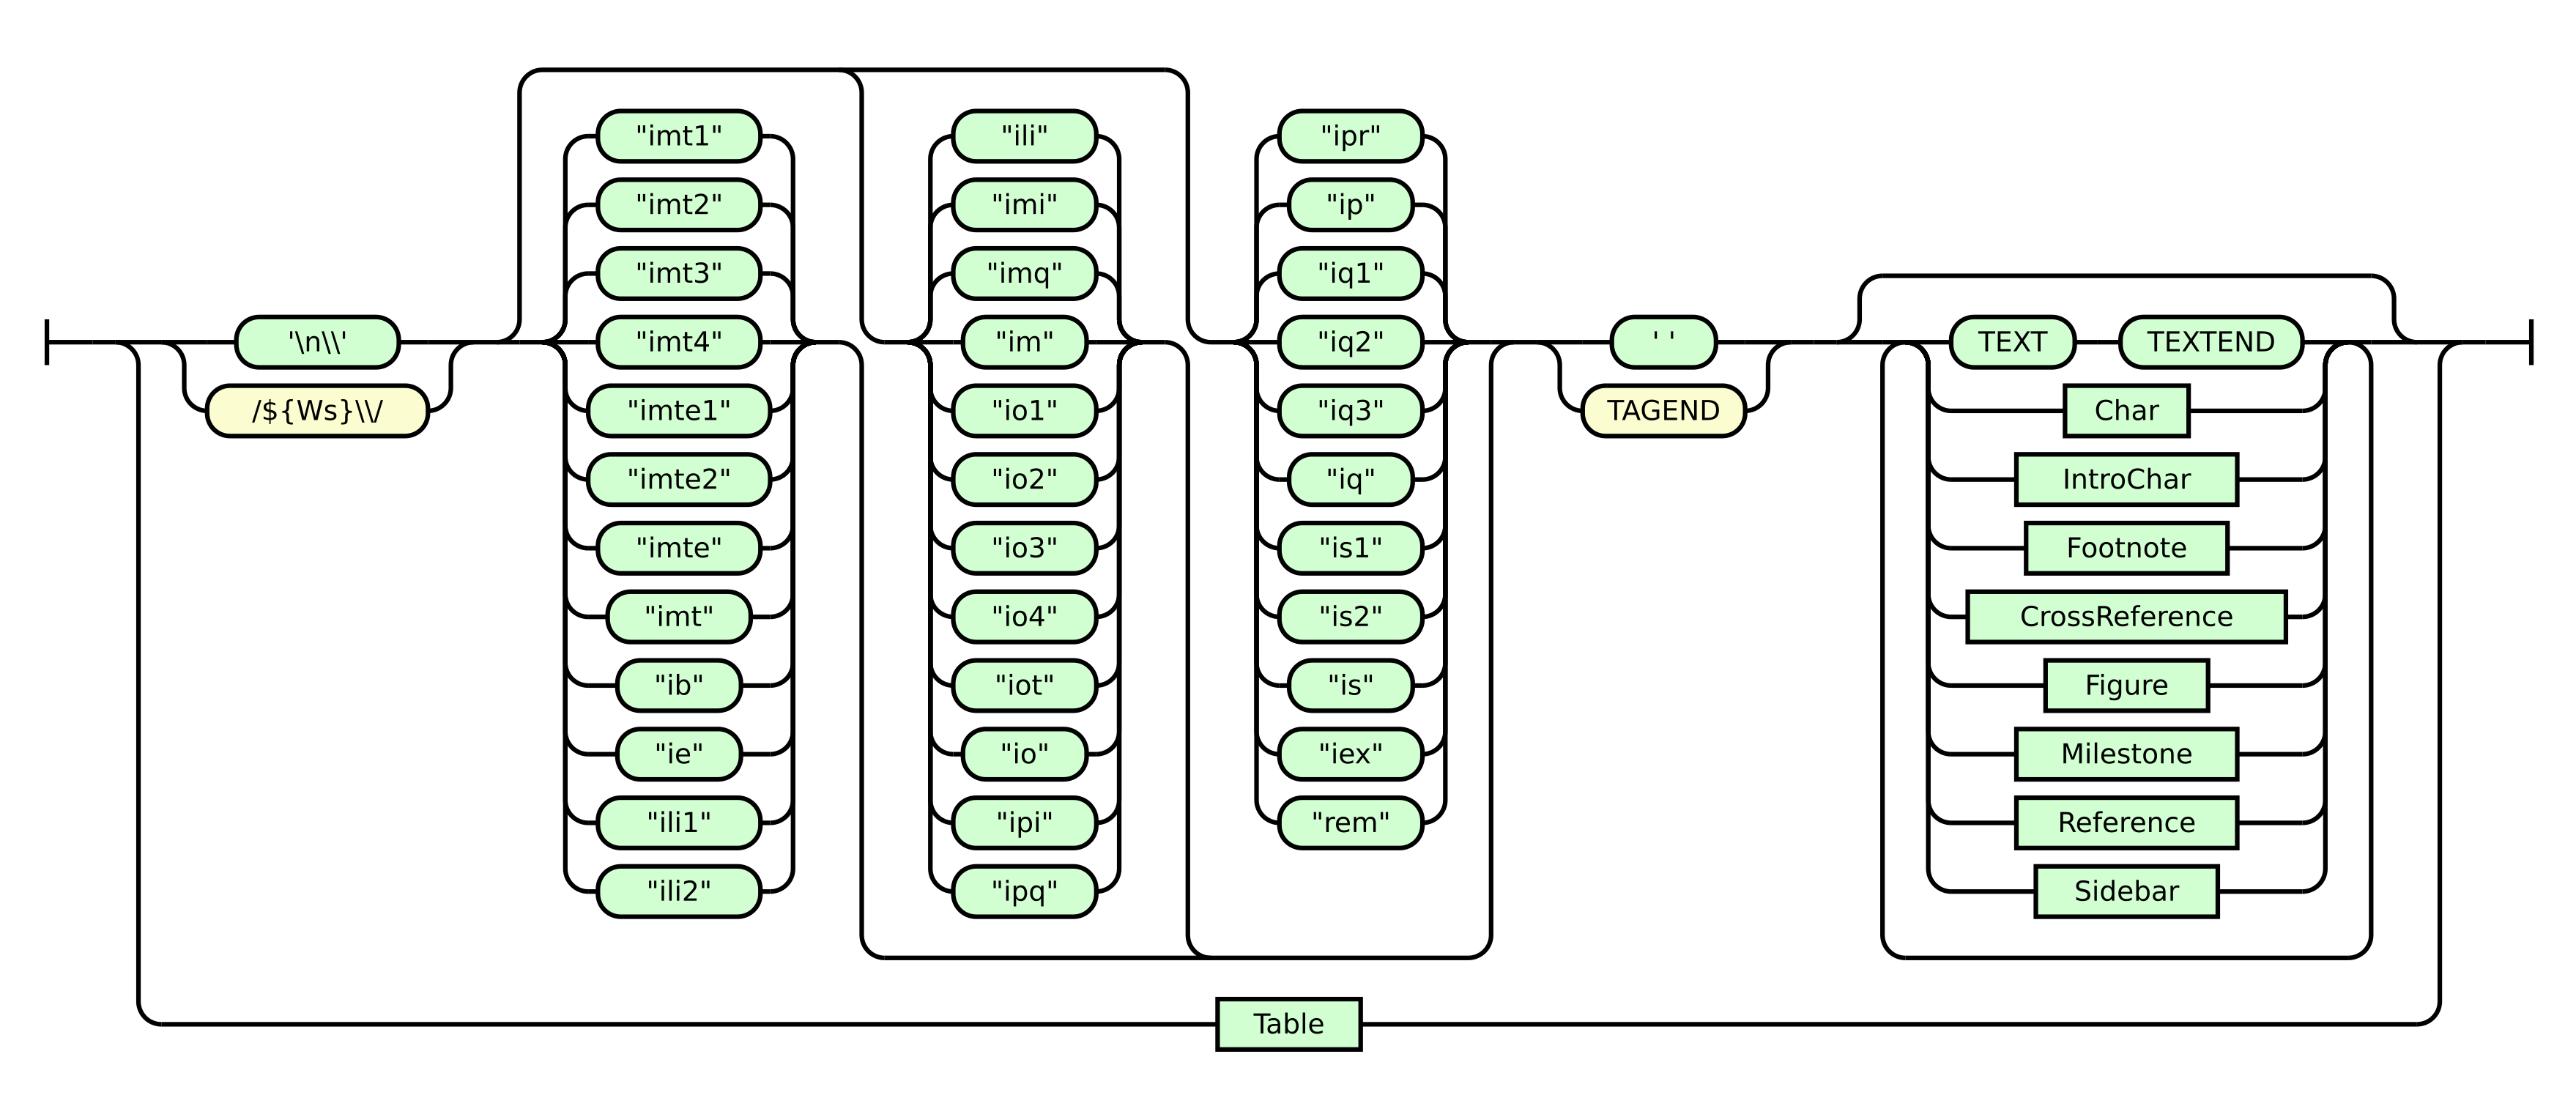 '\n\\'
/${Ws}\\/
"imt1"
"imt2"
"imt3"
"imt4"
"imte1"
"imte2"
"imte"
"imt"
"ib"
"ie"
"ili1"
"ili2"
"ili"
"imi"
"imq"
"im"
"io1"
"io2"
"io3"
"io4"
"iot"
"io"
"ipi"
"ipq"
"ipr"
"ip"
"iq1"
"iq2"
"iq3"
"iq"
"is1"
"is2"
"is"
"iex"
"rem"
' '
TAGEND
TEXT TEXTEND
Char
IntroChar
Footnote
CrossReference
Figure
Milestone
Reference
Sidebar
Table